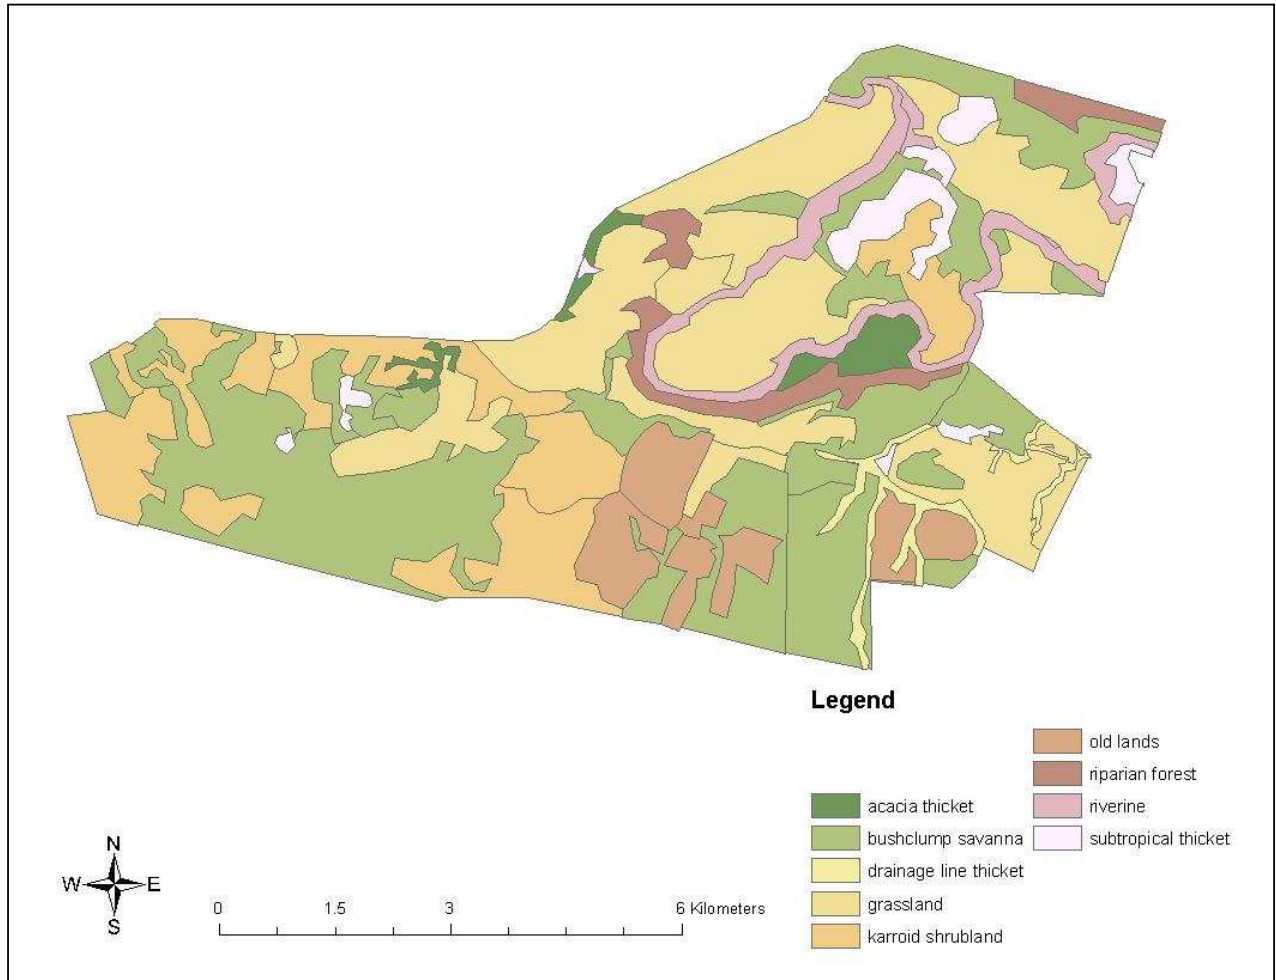 Legend
old lands
riparian forest
acacia thicket
riverine
bushclump savanna
subtropical thicket
drainage line thicket
grassland
karroid shrubland
N
W
E
S
0
1.5
3
6 Kilometers